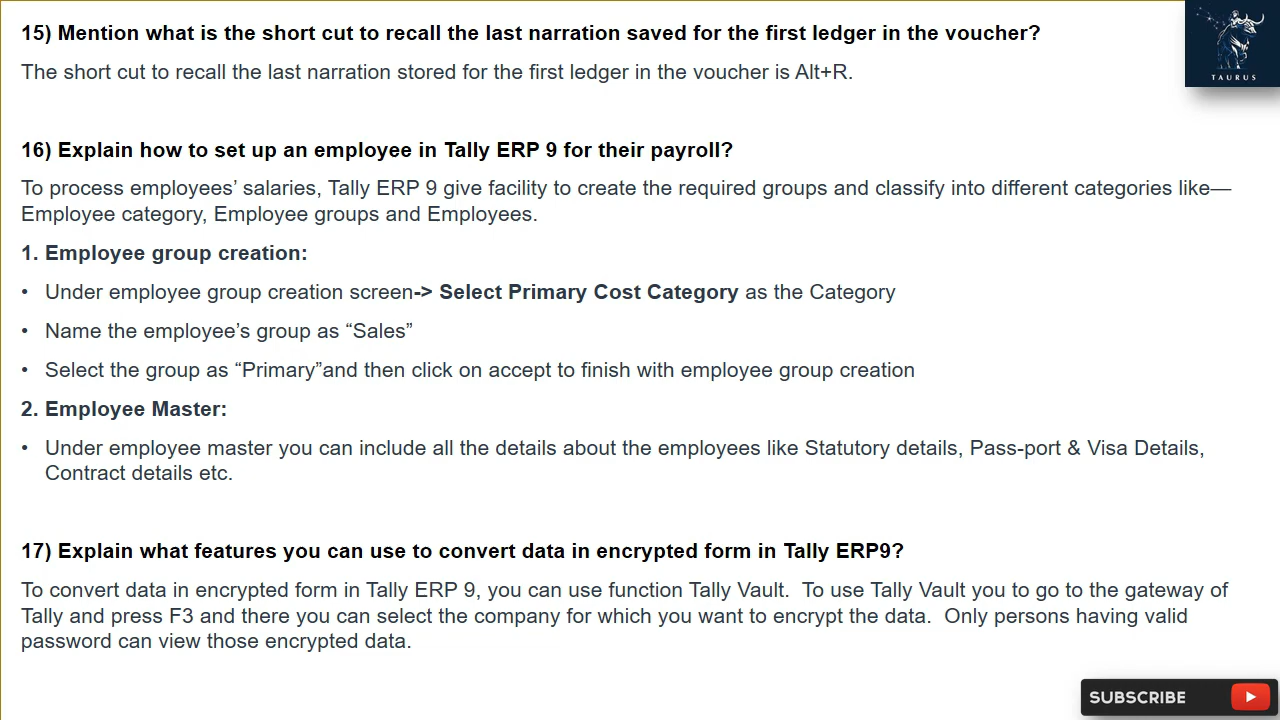 15) Mention what is the short cut to recall the last narration saved for the first ledger in the voucher?
TAURUS
The short cut to recall the last narration stored for the first ledger in the voucher is Alt+R.
16) Explain how to set up an employee in Tally ERP 9 for their payroll?
To process employees’ salaries, Tally ERP 9 give facility to create the required groups and classify into different categories like—
Employee category, Employee groups and Employees.
1. Employee group creation:
• Under employee group creation screen-> Select Primary Cost Category as the Category
• Name the employee’s group as “Sales”
• Select the group as “Primary”and then click on accept to finish with employee group creation
2. Employee Master:
• Under employee master you can include all the details about the employees like Statutory details, Pass-port & Visa Details,
Contract details etc.
17) Explain what features you can use to convert data in encrypted form in Tally ERP9?
To convert data in encrypted form in Tally ERP 9, you can use function Tally Vault.  To use Tally Vault you to go to the gateway of
Tally and press F3 and there you can select the company for which you want to encrypt the data.  Only persons having valid
password can view those encrypted data.
SUBSCRIBE